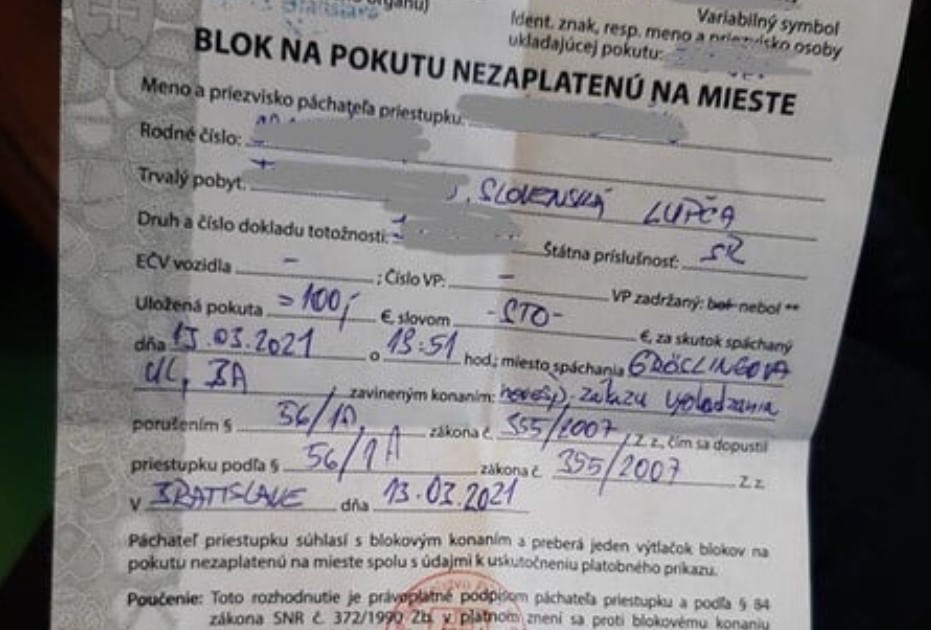 Bratislava
Variabilný symbol
Ident. znak, resp. meno a priezvisko osoby
ukladajúcej pokutu:
BLOK NA POKUTU NEZAPLATENÚ NA MIESTE
Meno a priezvisko páchateľa priestupku:
Rodné číslo:
Trvalý pobyt: , SLOVENSKÁ ĽUPČA
Druh a číslo dokladu totožnosti: Štátna príslušnosť: SR
EČV vozidla - ; Číslo VP: - VP zadržaný: bol- nebol **
Uložená pokuta =100,- €, slovom -STO- €, za skutok spáchaný
dňa 13.03.2021 o 13:51 hod.; miesto spáchania GRÖSLINGOVA
UL, BA , zavineným konaním: zákazu vychádzania
porušením § 56/1A, zákona č. 355/2007, Z. z., čím sa dopustil
priestupku podľa § 56/1A zákona č. 355/2007 Z. z.
V BRATISLAVE dňa 13.03.2021
Páchateľ priestupku súhlasí s blokovým konaním a preberá jeden výtlačok blokov na
pokutu nezaplatenú na mieste spolu s údajmi k uskutočneniu platobného príkazu.
Poučenie: Toto rozhodnutie je právoplatné podpisom páchateľa priestupku a podľa § 84
zákona SNR č. 372/1990 Zb. v platnom znení sa proti blokovému konaniu